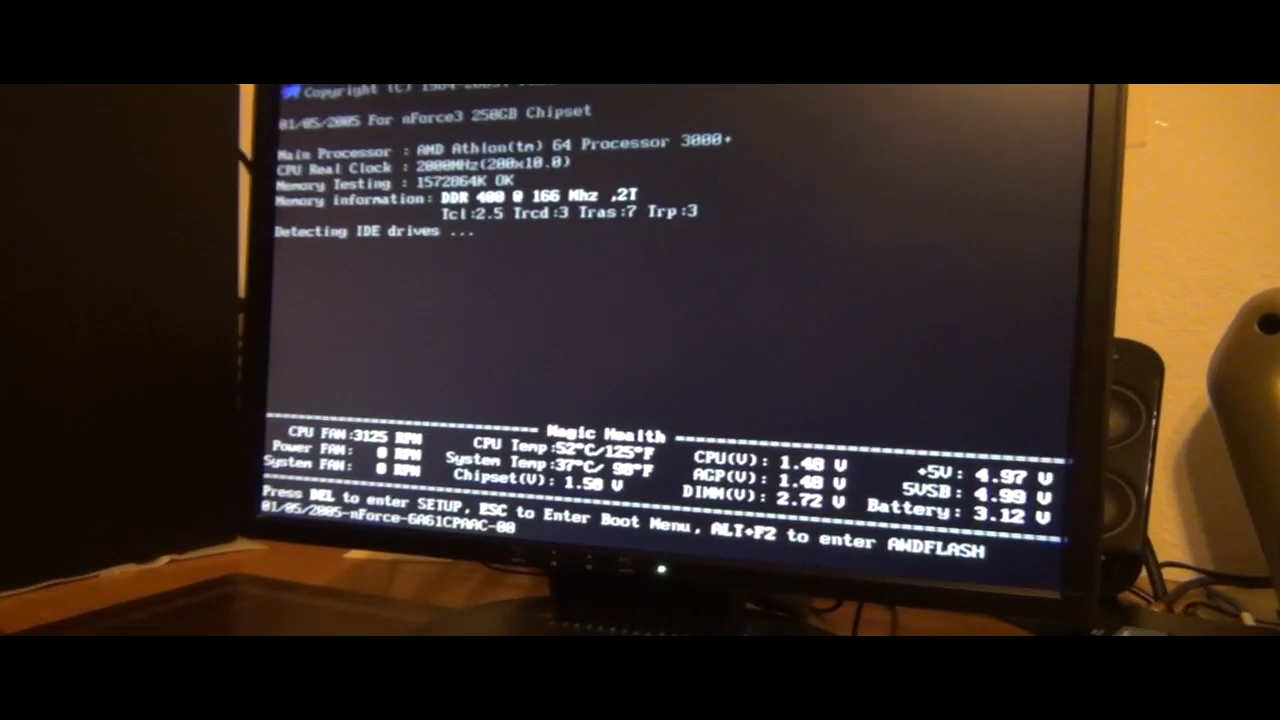 Copyright (C)
01/05/2005 For nForce3 250GB Chipset
Main Processor : AMD Athlon(tm) 64 Processor 3000+
CPU Real Clock : 2000MHz(200x10.0)
Memory Testing : 1572864K OK
Memory information: DDR 400 @ 166 Mhz ,2T
Tcl:2.5 Trcd:3 Tras:7 Trp:3
Detecting IDE drives ...
Magic Health
CPU FAN:3125 RPM CPU Temp:52°C/125°F CPU(V): 1.48 V +5V: 4.97 V
Power FAN: 0 RPM System Temp:37°C/ 98°F AGP(V): 1.48 V 5VSB: 4.99 V
System FAN: 0 RPM Chipset(V): 1.58 V DIMM(V): 2.72 V Battery: 3.12 V
Press DEL to enter SETUP, ESC to Enter Boot Menu, ALT+F2 to enter AWDFLASH
01/05/2005-nForce-6A61CPAAC-00